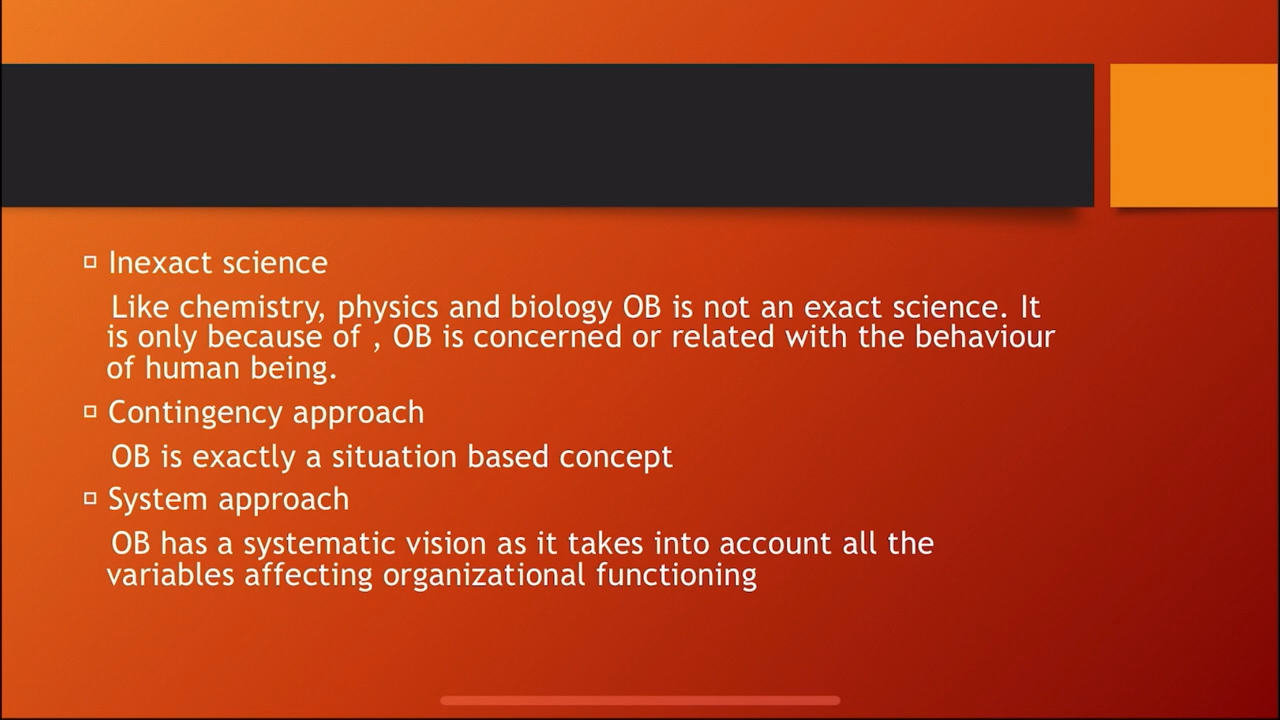 Inexact science
Like chemistry, physics and biology OB is not an exact science. It
is only because of , OB is concerned or related with the behaviour
of human being.
Contingency approach
OB is exactly a situation based concept
System approach
OB has a systematic vision as it takes into account all the
variables affecting organizational functioning